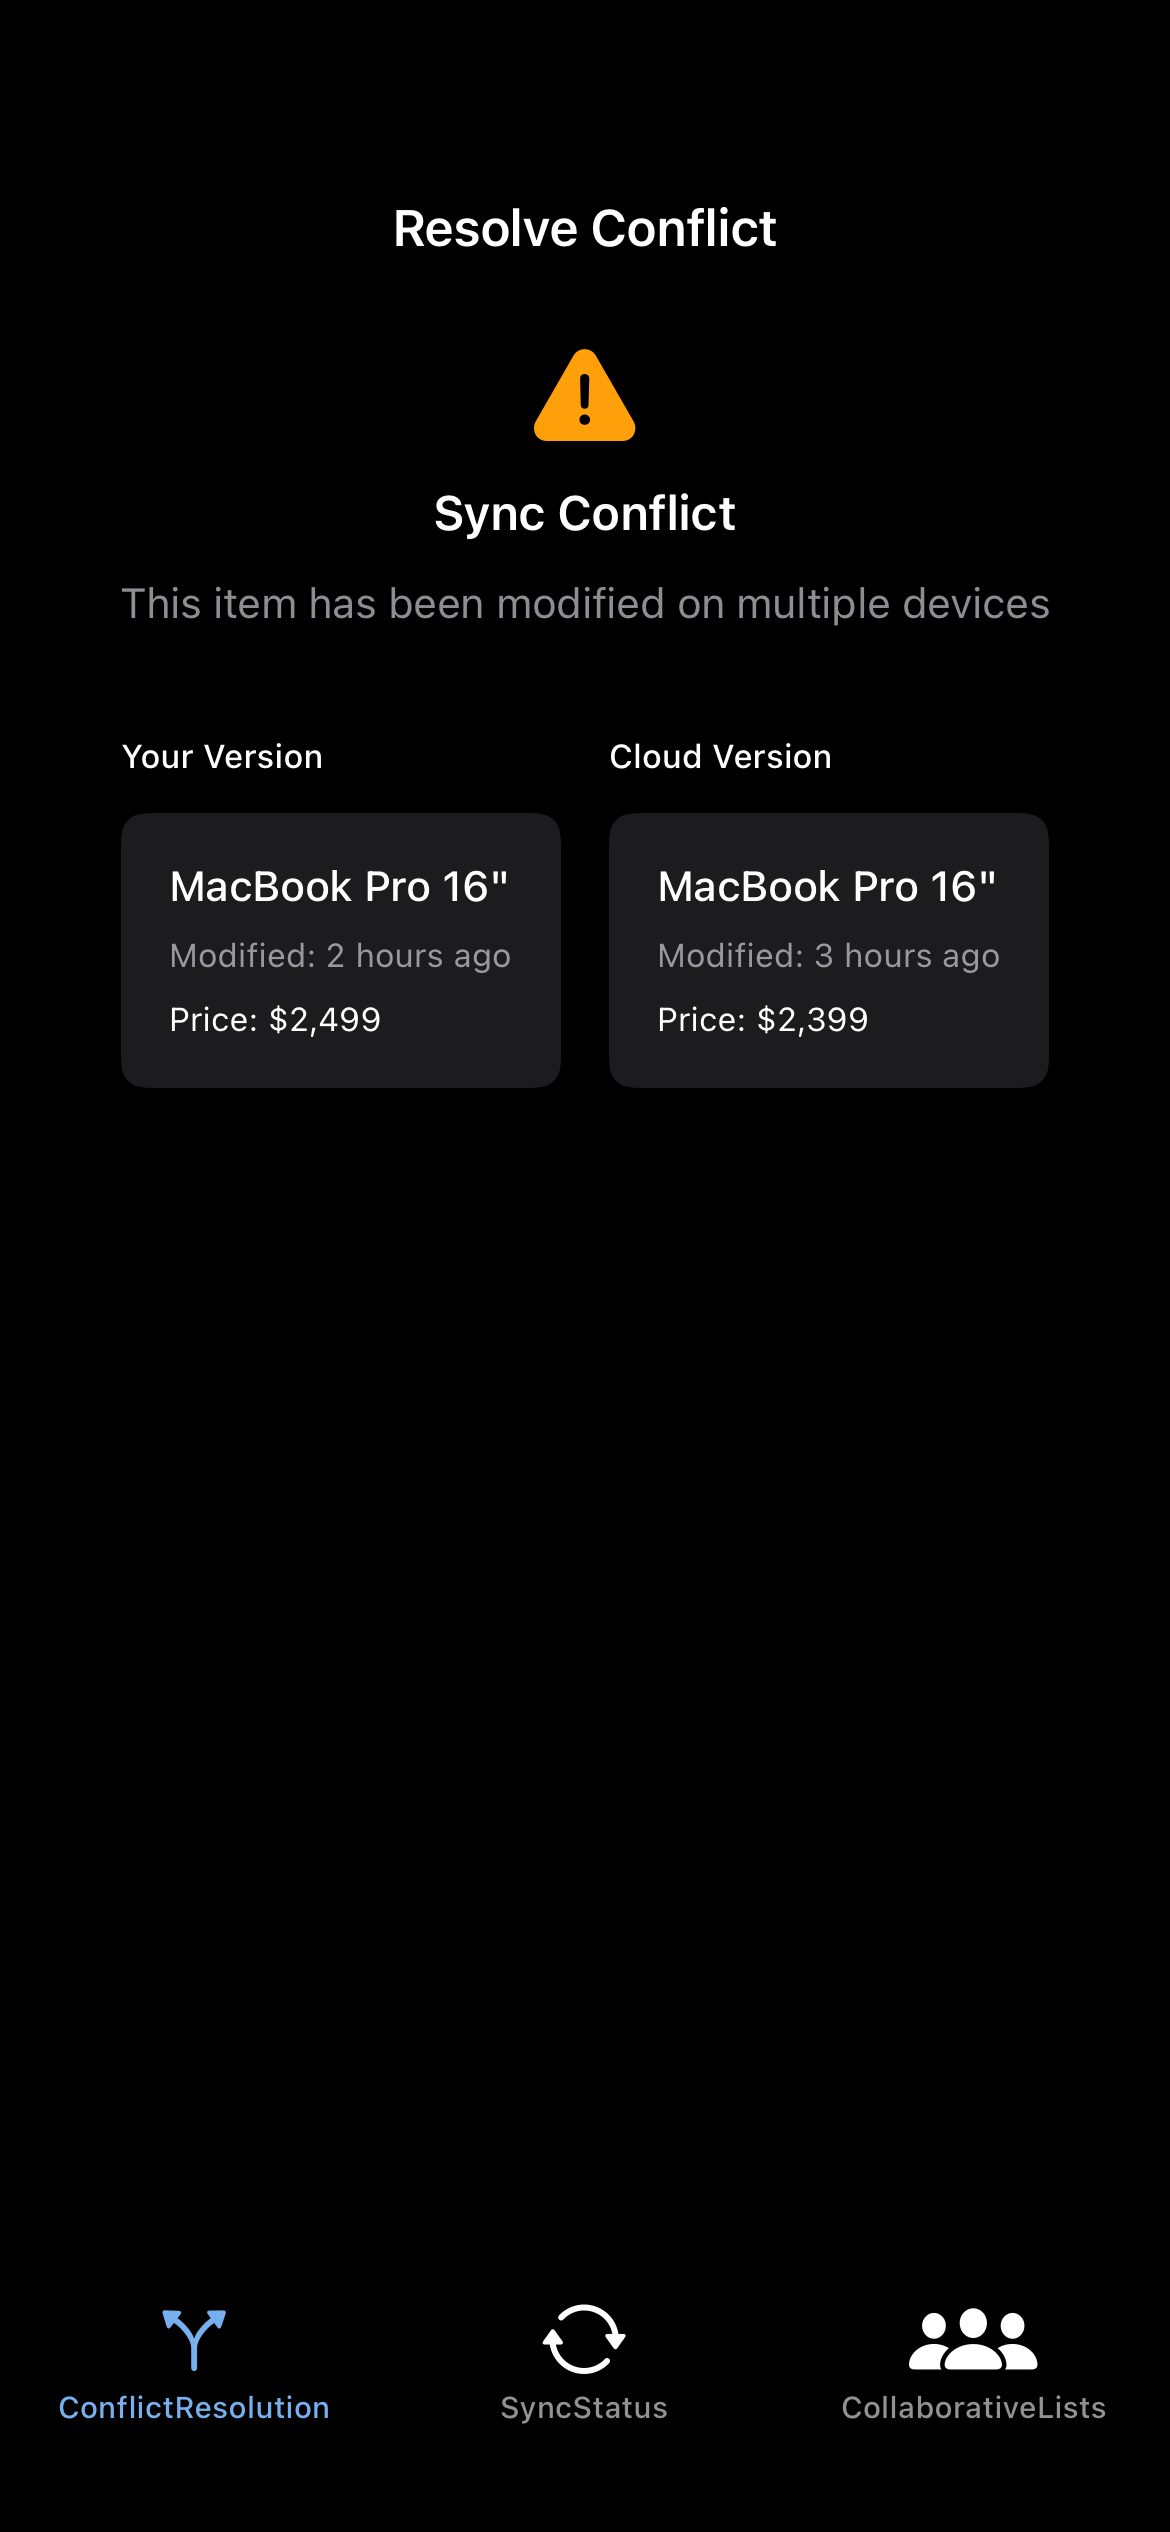 Resolve Conflict
Sync Conflict
This item has been modified on multiple devices
Your Version
Cloud Version
MacBook Pro 16"
Modified: 2 hours ago
Price: $2,499
MacBook Pro 16"
Modified: 3 hours ago
Price: $2,399
ConflictResolution
SyncStatus
CollaborativeLists